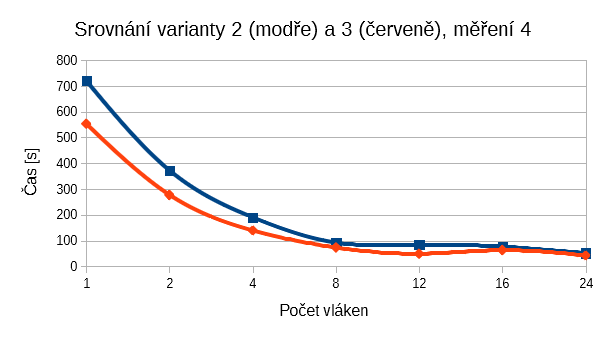 Srovnání varianty 2 (modře) a 3 (červeně), měření 4
Čas [s]
800
700
600
500
400
300
200
100
0
1 2 4 8 12 16 24
Počet vláken